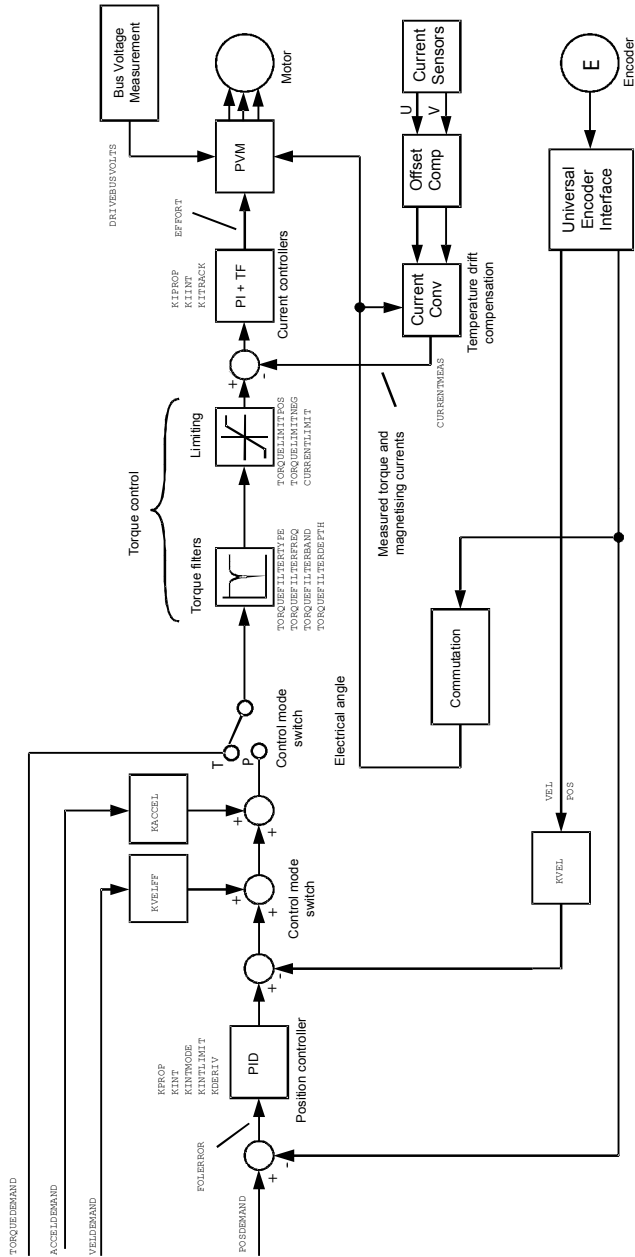 TORQUEDEMAND
ACCELDEMAND
VELDEMAND
POSDEMAND
FOLERROR
+
-
KPROP
KINT
KINTMODE
KINTLIMIT
KDERIV
PID
Position controller
+
-
KVELFF
+
+
Control mode
switch
KACCEL
+
+
T
P
Control mode
switch
Torque control
Torque filters
TORQUEFILTERTYPE
TORQUEFILTERFREQ
TORQUEFILTERBAND
TORQUEFILTERDEPTH
Limiting
TORQUELIMITPOS
TORQUELIMITNEG
CURRENTLIMIT
+
-
KIPROP
KIINT
KITRACK
PI + TF
Current controllers
EFFORT
DRIVEBUSVOLTS
Bus Voltage
Measurement
PVM
Motor
Electrical angle
Measured torque and
magnetising currents
CURRENTMEAS
Current
Conv
Temperature drift
compensation
Offset
Comp
U
V
Current
Sensors
Commutation
KVEL
VEL
POS
Universal
Encoder
Interface
E
Encoder